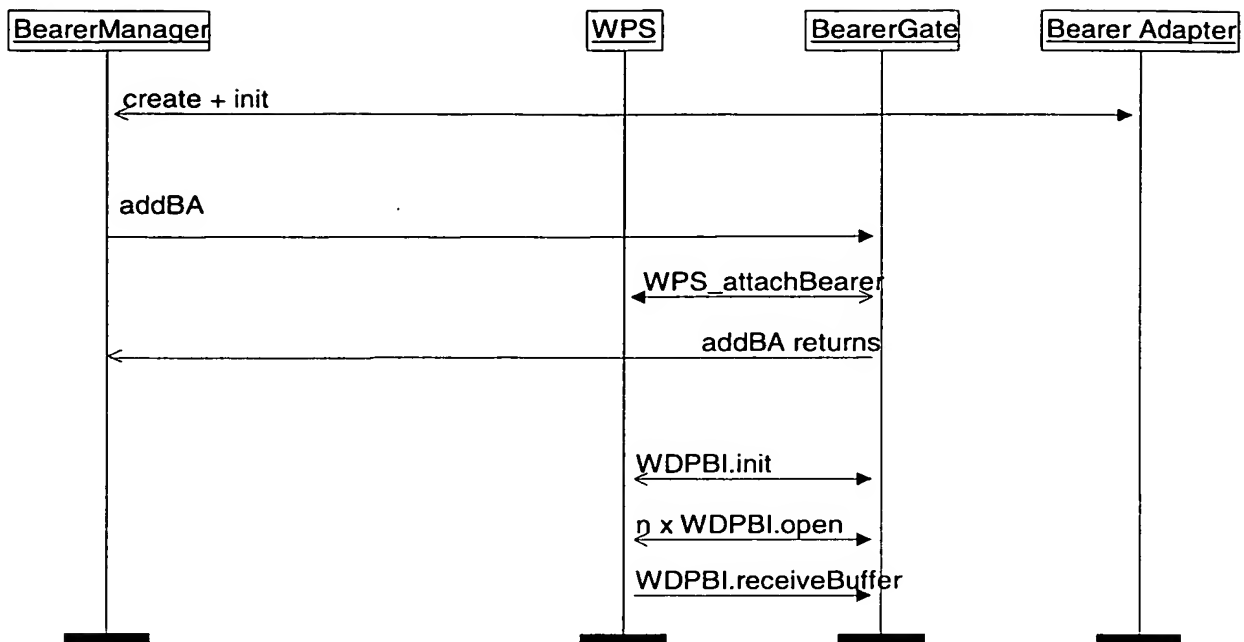 BearerManager
WPS
BearerGate
Bearer Adapter
create + init
addBA
WPS_attachBearer
addBA returns
WDPBI.init
n x WDPBI.open
WDPBI.receiveBuffer